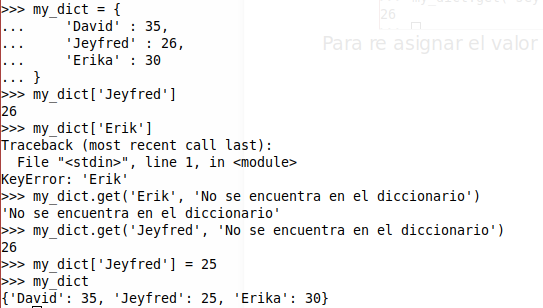 >>> my_dict = {
...     'David' : 35,
...     'Jeyfred' : 26,
...     'Erika' : 30
... }
>>> my_dict['Jeyfred']
26
>>> my_dict['Erik']
Traceback (most recent call last):
  File "<stdin>", line 1, in <module>
KeyError: 'Erik'
>>> my_dict.get('Erik', 'No se encuentra en el diccionario')
'No se encuentra en el diccionario'
>>> my_dict.get('Jeyfred', 'No se encuentra en el diccionario')
26
>>> my_dict['Jeyfred'] = 25
>>> my_dict
{'David': 35, 'Jeyfred': 25, 'Erika': 30}
26
Para re asignar el valor